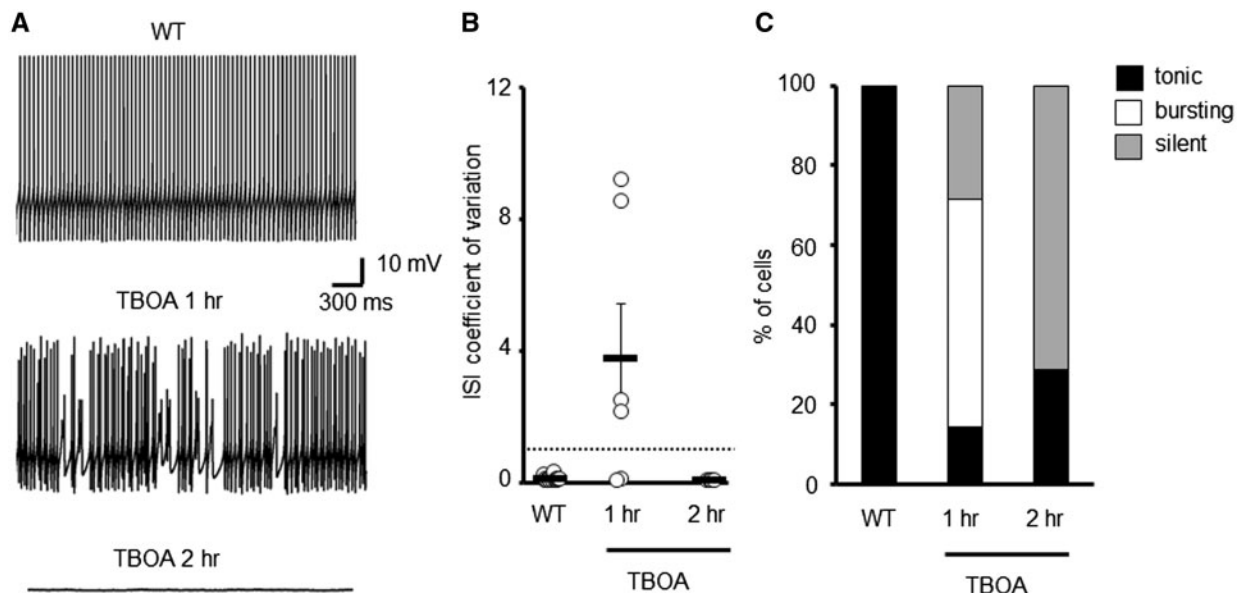 A
WT
10 mV
300 ms
TBOA 1 hr
TBOA 2 hr
B
ISI coefficient of variation
12
8
4
0
WT
1 hr
2 hr
TBOA
C
% of cells
100
80
60
40
20
0
WT
1 hr
2 hr
TBOA
tonic
bursting
silent